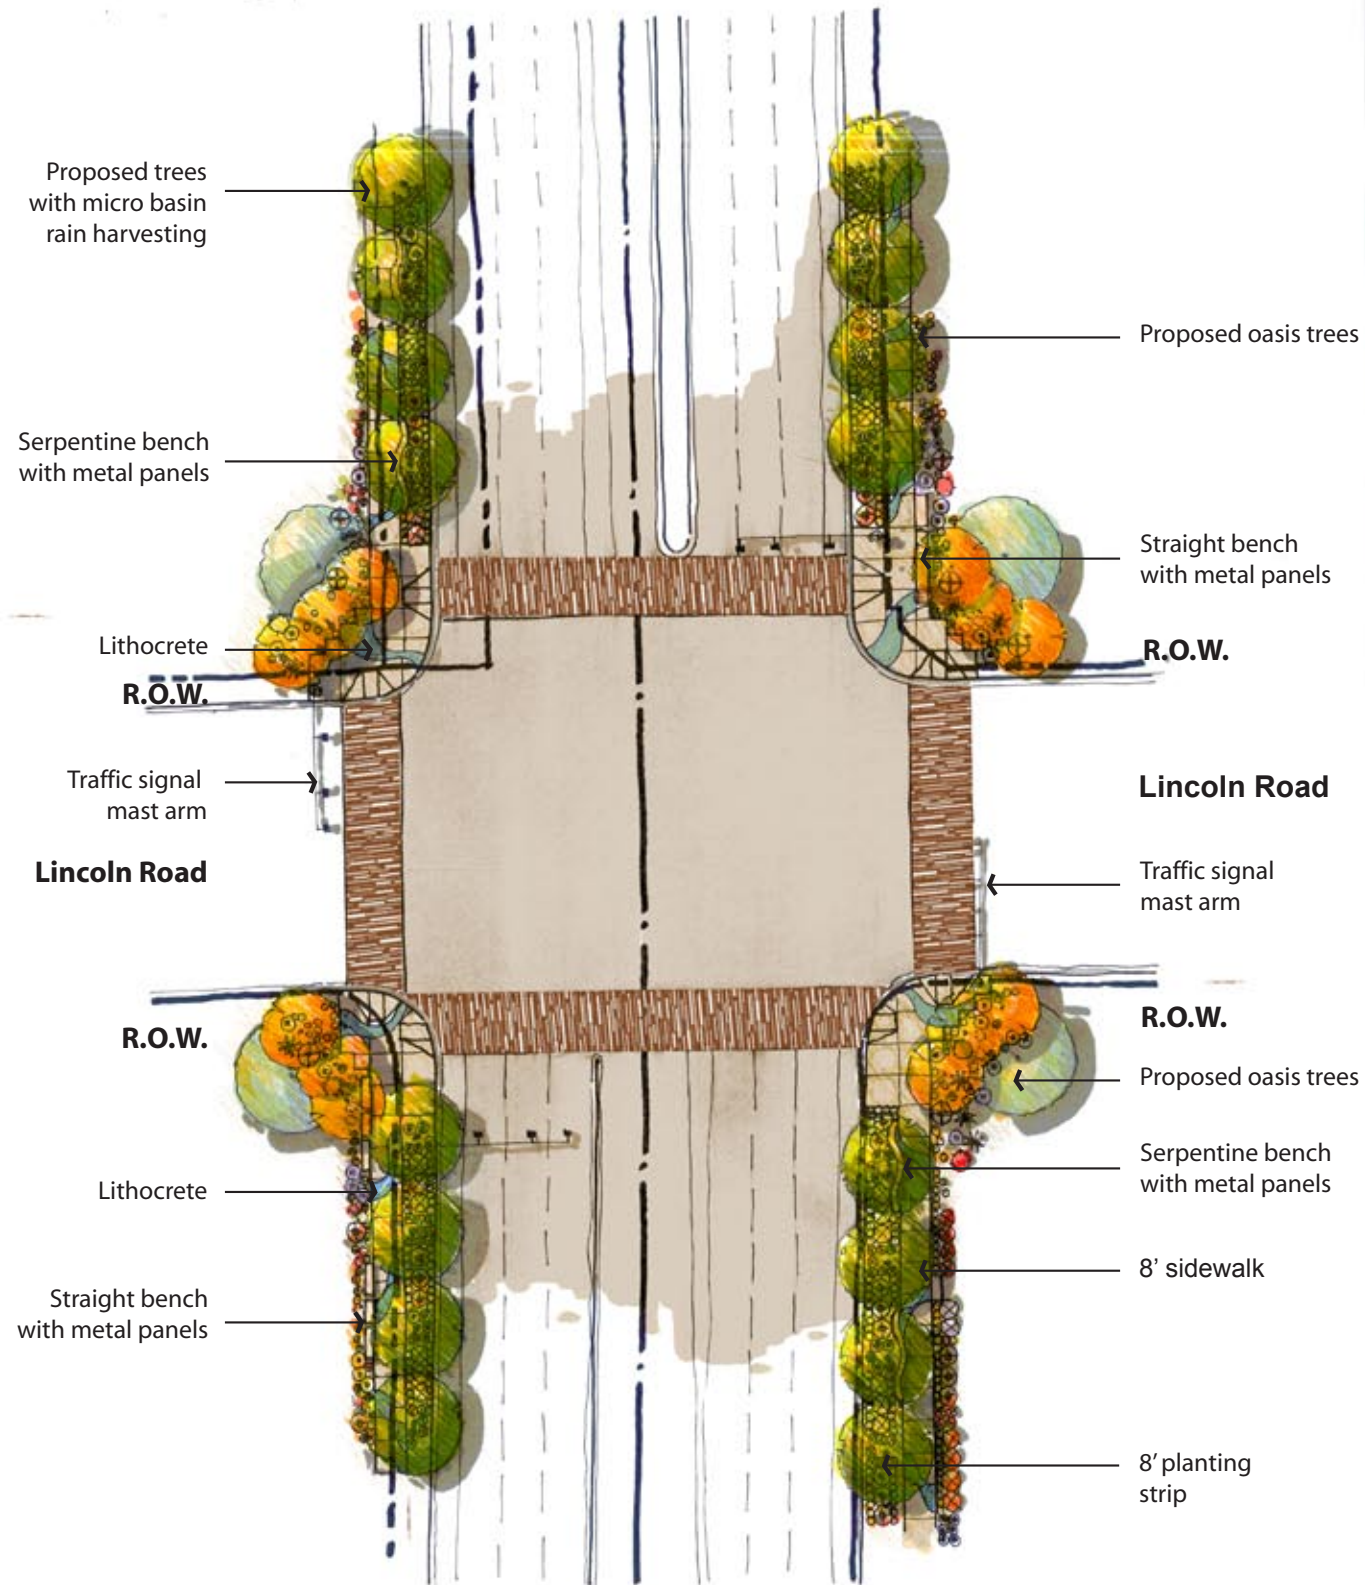 Proposed trees
with micro basin
rain harvesting
Serpentine bench
with metal panels
Lithocrete
R.O.W.
Traffic signal
mast arm
Lincoln Road
R.O.W.
Lithocrete
Straight bench
with metal panels
Proposed oasis trees
Straight bench
with metal panels
R.O.W.
Lincoln Road
Traffic signal
mast arm
R.O.W.
Proposed oasis trees
Serpentine bench
with metal panels
8’ sidewalk
8’ planting
strip